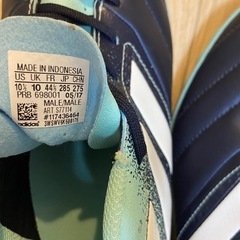 MADE IN INDONESIA
US UK FR JP CHN
10½ 10 44⅔ 285 275
PRB 698001 05/17
MALE/MALE/
ART S77114
#117436464
adidas